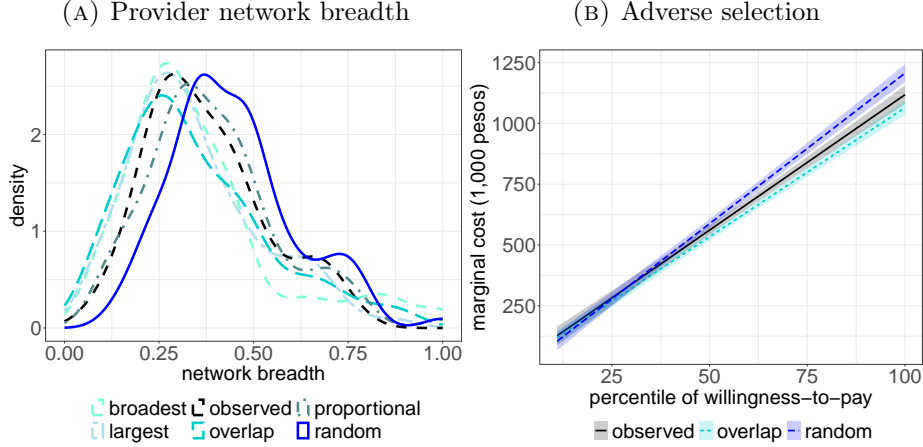 (A) Provider network breadth
density
2
1
0
0.00 0.25 0.50 0.75 1.00
network breadth
broadest observed proportional
largest overlap random
(B) Adverse selection
marginal cost (1,000 pesos)
1250
1000
750
500
250
25 50 75 100
percentile of willingness-to-pay
observed overlap random